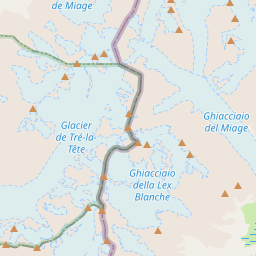 de Miage
Ghiacciaio
del Miage
Glacier
de Tré-la
Tête
Ghiacciaio
della Lex
Blanche